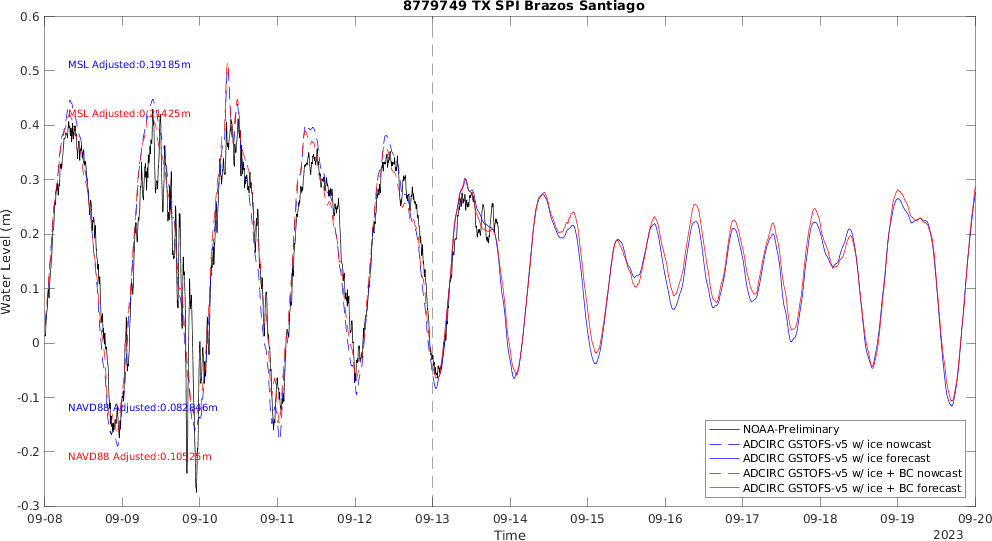 8779749 TX SPI Brazos Santiago
0.6
0.5
0.4
0.3
0.2
0.1
0
-0.1
-0.2
-0.3
Water Level (m)
MSL Adjusted:0.19185m
MSL Adjusted:0.21425m
NAVD88 Adjusted:0.082846m
NAVD88 Adjusted:0.10525m
NOAA-Preliminary
ADCIRC GSTOFS-v5 w/ ice nowcast
ADCIRC GSTOFS-v5 w/ ice forecast
ADCIRC GSTOFS-v5 w/ ice + BC nowcast
ADCIRC GSTOFS-v5 w/ ice + BC forecast
09-08 09-09 09-10 09-11 09-12 09-13 09-14 09-15 09-16 09-17 09-18 09-19 09-20
Time
2023